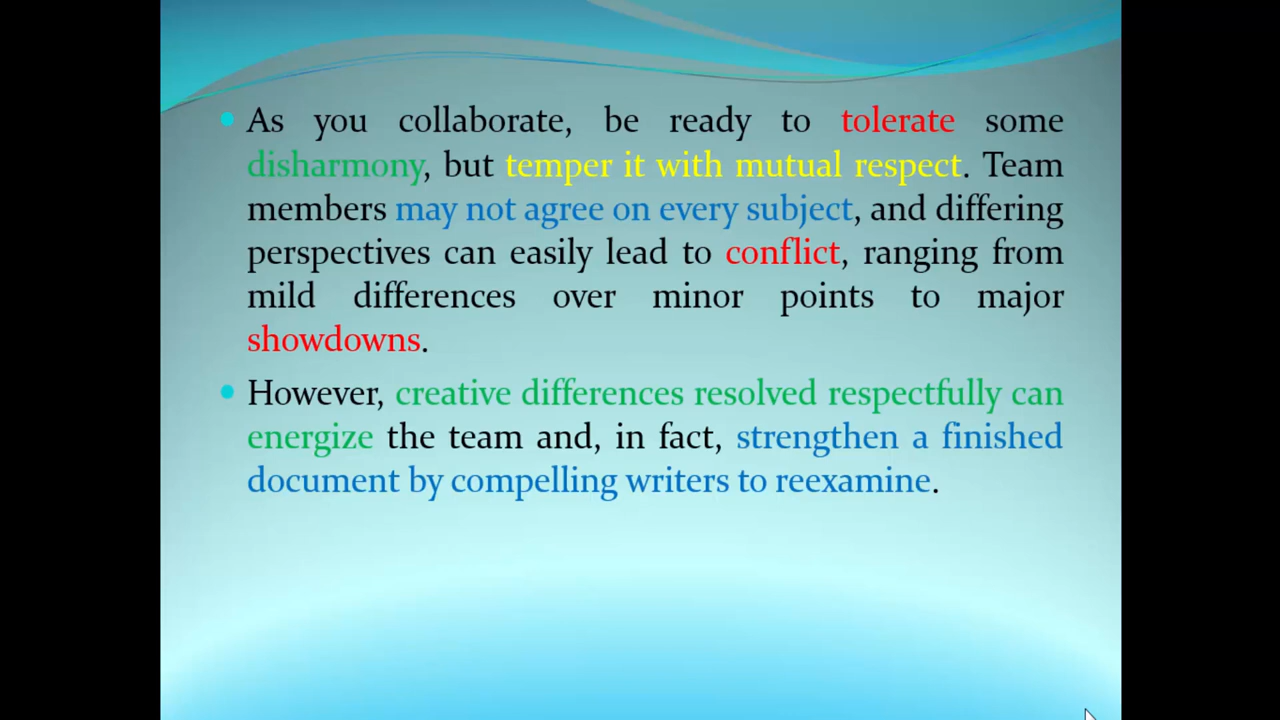 As you collaborate, be ready to tolerate some
disharmony, but temper it with mutual respect. Team
members may not agree on every subject, and differing
perspectives can easily lead to conflict, ranging from
mild differences over minor points to major
showdowns.
However, creative differences resolved respectfully can
energize the team and, in fact, strengthen a finished
document by compelling writers to reexamine.